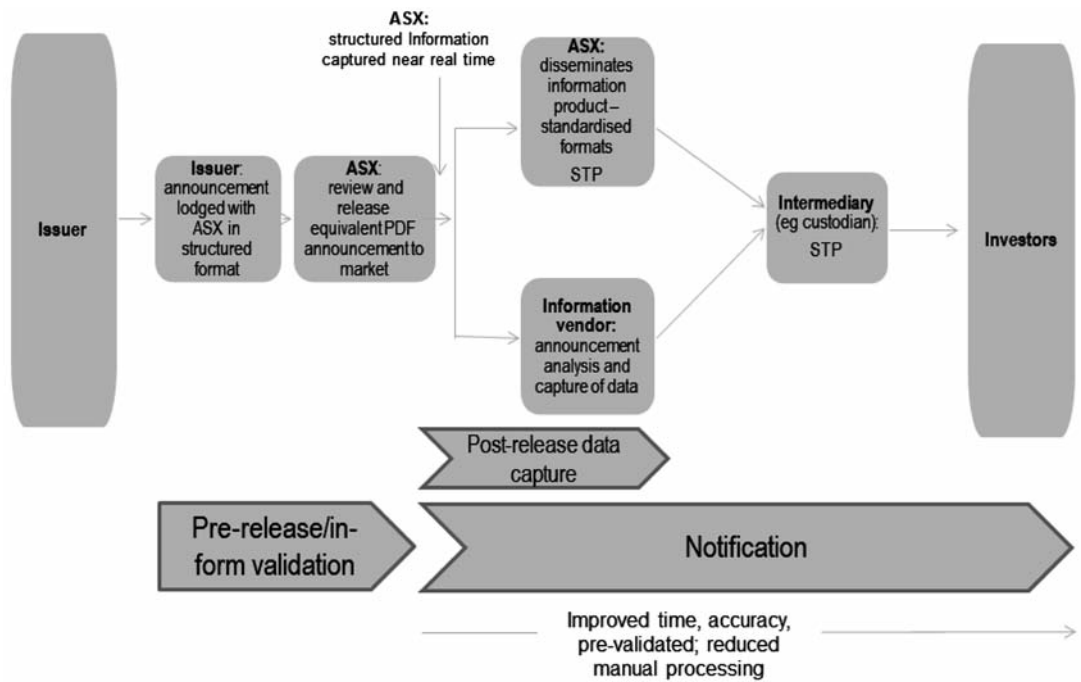 ASX:
structured Information
captured near real time
Issuer
Issuer:
announcement
lodged with
ASX in
structured
format
ASX:
review and
release
equivalent PDF
announcement to
market
ASX:
disseminates
information
product –
standardised
formats
STP
Information
vendor:
announcement
analysis and
capture of data
Intermediary
(eg custodian):
STP
Investors
Post-release data
capture
Pre-release/in-
form validation
Notification
Improved time, accuracy,
pre-validated; reduced
manual processing